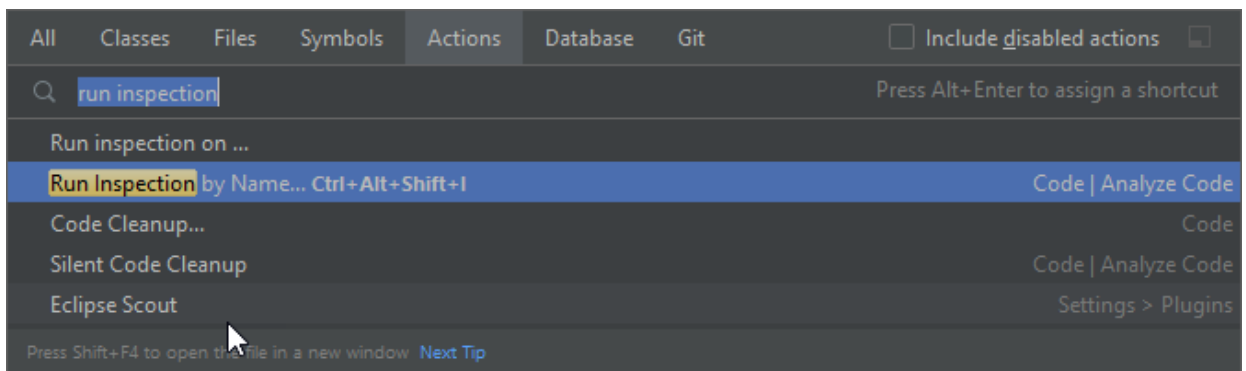 All Classes Files Symbols Actions Database Git Include disabled actions
run inspection Press Alt+Enter to assign a shortcut
Run inspection on ...
Run Inspection by Name... Ctrl+Alt+Shift+I Code | Analyze Code
Code Cleanup... Code
Silent Code Cleanup Code | Analyze Code
Eclipse Scout Settings > Plugins
Press Shift+F4 to open the file in a new window Next Tip